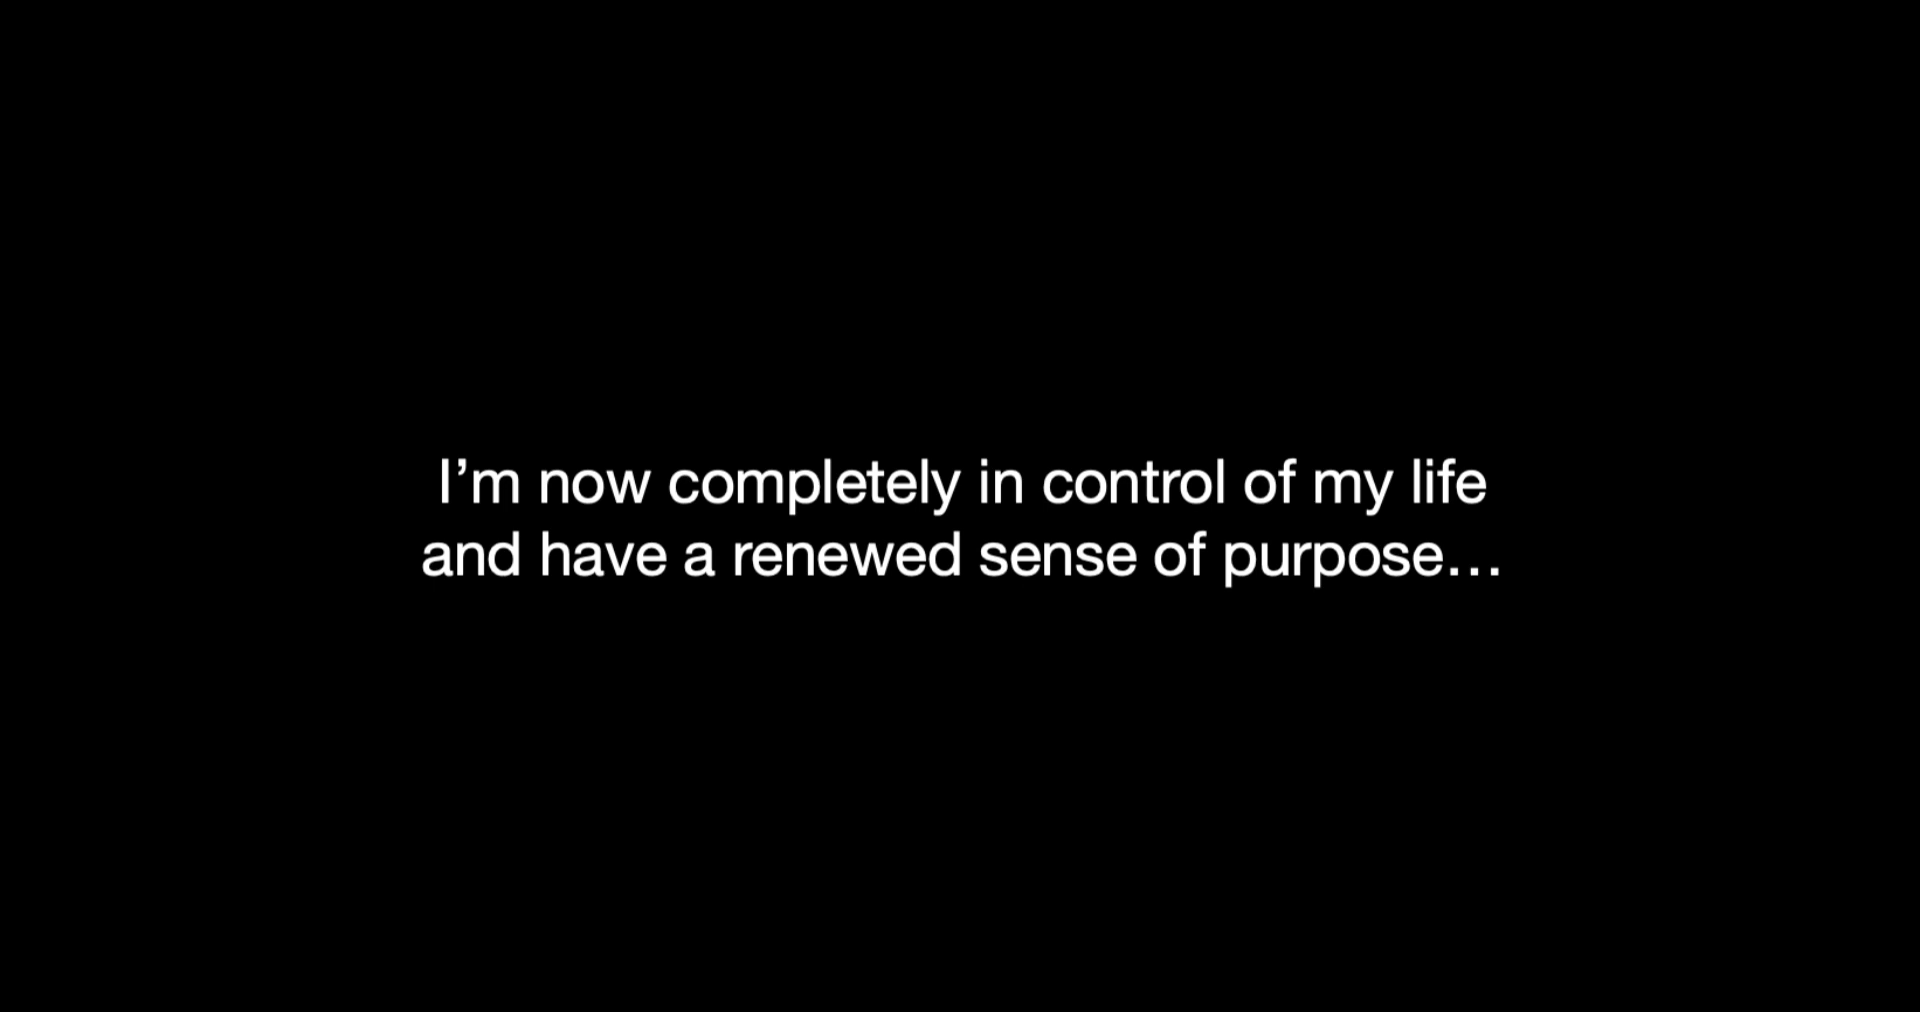 I’m now completely in control of my life
and have a renewed sense of purpose…